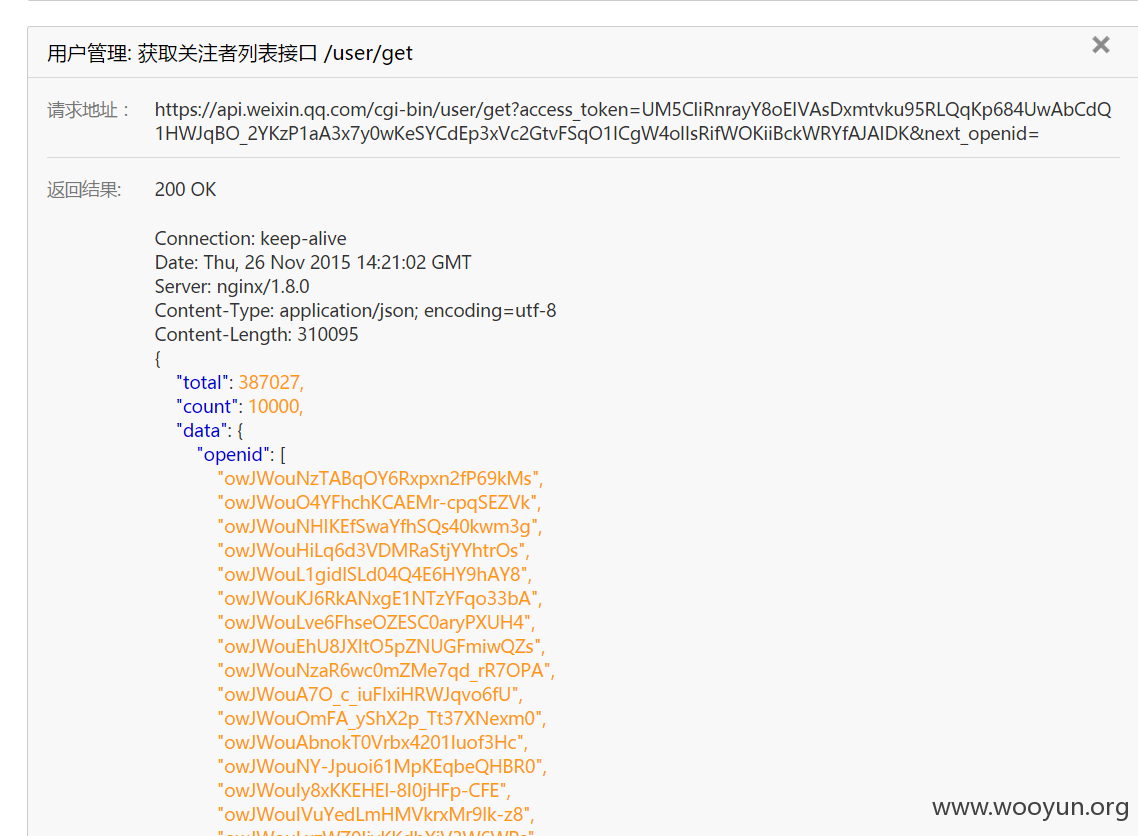 用户管理: 获取关注者列表接口 /user/get
请求地址：
https://api.weixin.qq.com/cgi-bin/user/get?access_token=UM5CliRnrayY8oEIVAsDxmtvku95RLQqKp684UwAbCdQ
1HWJqBO_2YKzP1aA3x7y0wKeSYCdEp3xVc2GtvFSqO1lCgW4olIsRifWOKiiBckWRYfAJAIDK&next_openid=
返回结果:
200 OK
Connection: keep-alive
Date: Thu, 26 Nov 2015 14:21:02 GMT
Server: nginx/1.8.0
Content-Type: application/json; encoding=utf-8
Content-Length: 310095
{
"total": 387027,
"count": 10000,
"data": {
"openid": [
"owJWouNzTABqOY6Rxpxn2fP69kMs",
"owJWouO4YFhchKCAEMr-cpqSEZVk",
"owJWouNHIKEfSwaYfhSQs40kwm3g",
"owJWouHiLq6d3VDMRaStjYYhtrOs",
"owJWouL1gidlSLd04Q4E6HY9hAY8",
"owJWouKJ6RkANxgE1NTzYFqo33bA",
"owJWouLve6FhseOZESC0aryPXUH4",
"owJWouEhU8JXltO5pZNUGFmiwQZs",
"owJWouNzaR6wc0mZMe7qd_rR7OPA",
"owJWouA7O_c_iuFIxiHRWJqvo6fU",
"owJWouOmFA_yShX2p_Tt37XNexm0",
"owJWouAbnokT0Vrbx4201Iuof3Hc",
"owJWouNY-Jpuoi61MpKEqbeQHBR0",
"owJWouIy8xKKEHEl-8I0jHFp-CFE",
"owJWouIVuYedLmHMVkrxMr9lk-z8",
www.wooyun.org